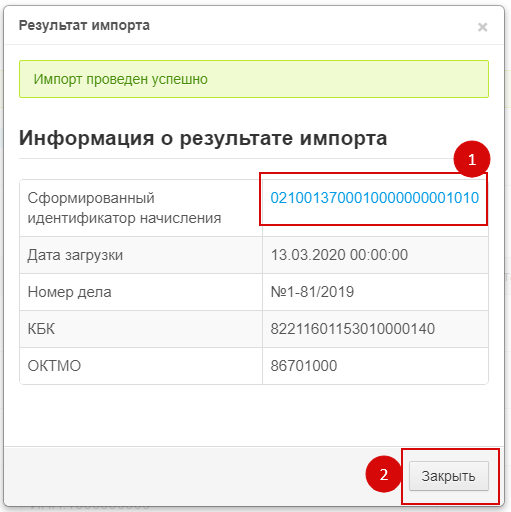 Результат импорта ×
Импорт проведен успешно
Информация о результате импорта
1
Сформированный идентификатор начисления 0210013700010000000001010
Дата загрузки 13.03.2020 00:00:00
Номер дела №1-81/2019
КБК 82211601153010000140
ОКТМО 86701000
2
Закрыть